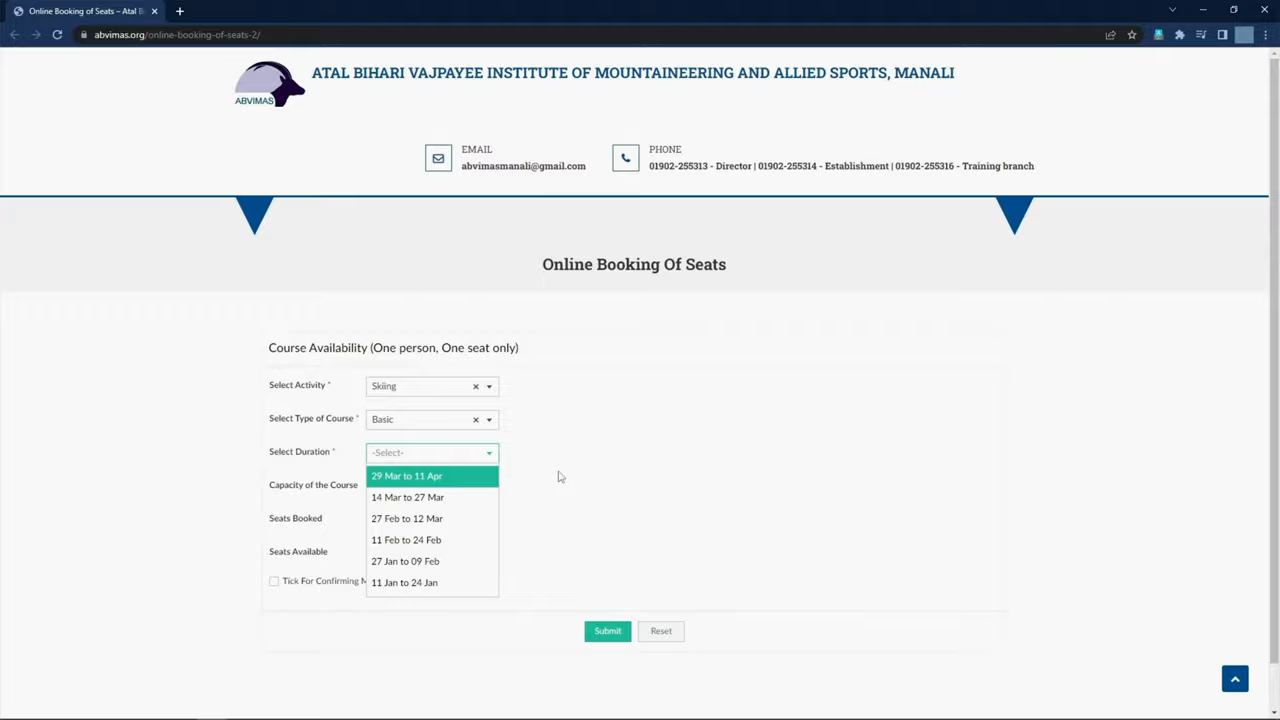 Online Booking of Seats – Atal B
abvimas.org/online-booking-of-seats-2/
ABVIMAS
ATAL BIHARI VAJPAYEE INSTITUTE OF MOUNTAINEERING AND ALLIED SPORTS, MANALI
EMAIL
abvimasmanali@gmail.com
PHONE
01902-255313 - Director | 01902-255314 - Establishment | 01902-255316 - Training branch
Online Booking Of Seats
Course Availability (One person, One seat only)
Select Activity * Skiing
Select Type of Course * Basic
Select Duration * -Select-
29 Mar to 11 Apr
Capacity of the Course
14 Mar to 27 Mar
Seats Booked
27 Feb to 12 Mar
11 Feb to 24 Feb
Seats Available
27 Jan to 09 Feb
Tick For Confirming M
11 Jan to 24 Jan
Submit Reset